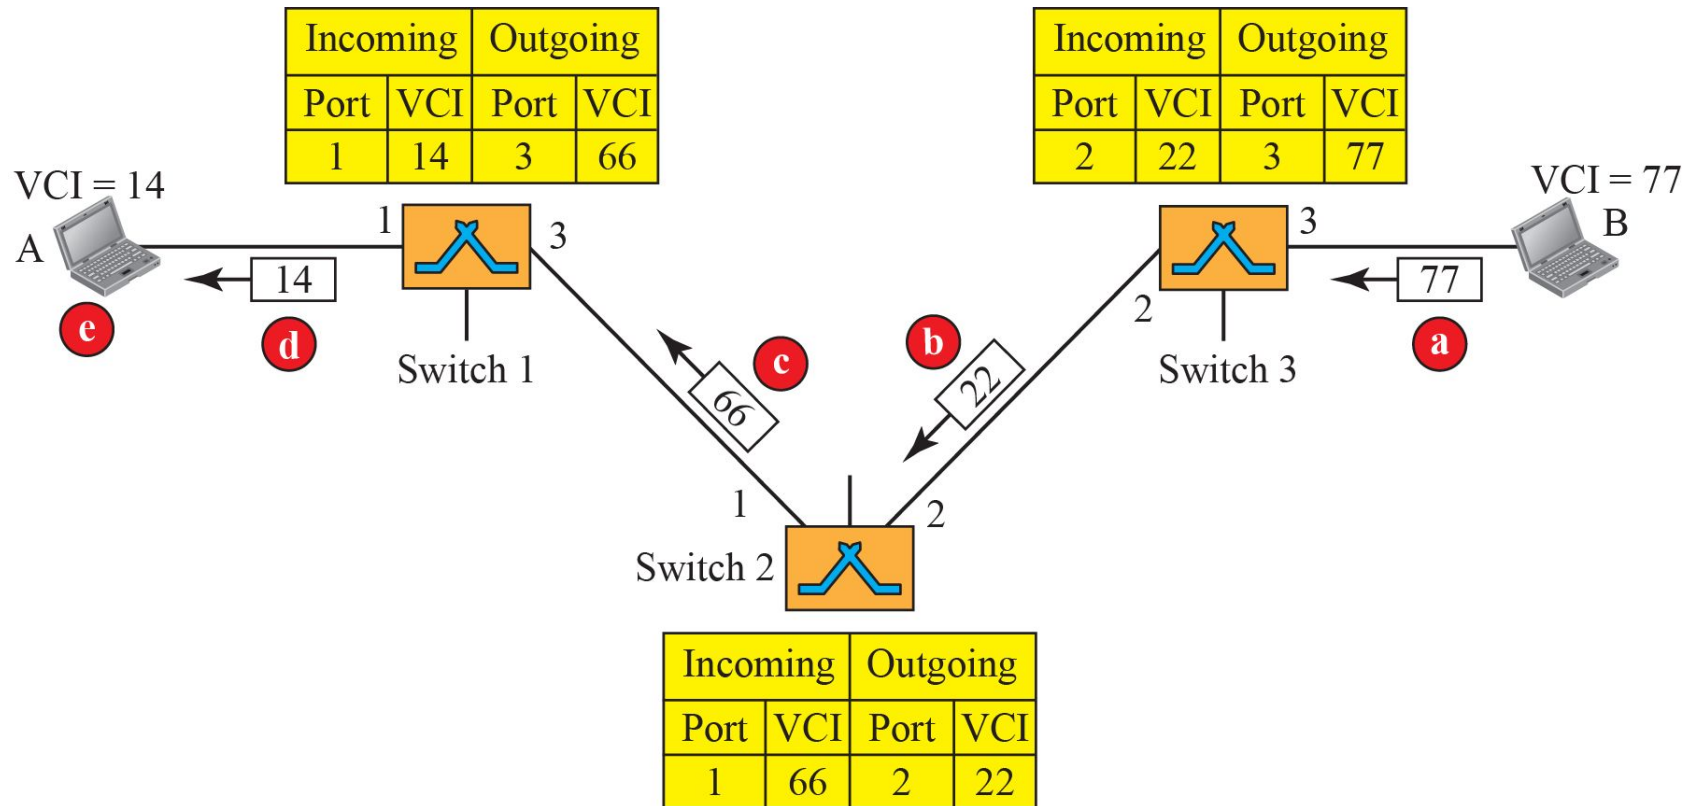 Incoming Outgoing
Port VCI Port VCI
1 14 3 66
Incoming Outgoing
Port VCI Port VCI
2 22 3 77
VCI = 14
A
1
3
14
e
d
Switch 1
VCI = 77
B
3
2
77
a
Switch 3
b
22
c
66
1
2
Switch 2
Incoming Outgoing
Port VCI Port VCI
1 66 2 22